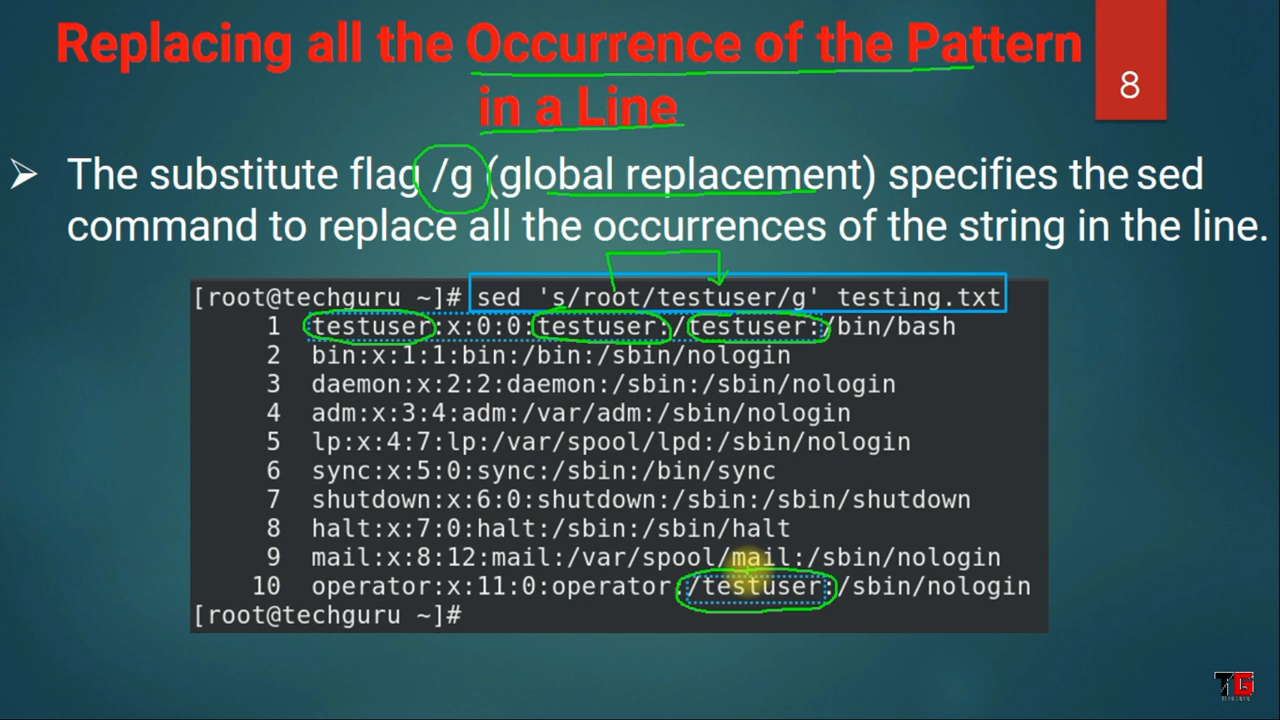 Replacing all the Occurrence of the Pattern
in a Line
8
➤ The substitute flag /g (global replacement) specifies the sed
command to replace all the occurrences of the string in the line.
[root@techguru ~]# sed 's/root/testuser/g' testing.txt
1 testuser:x:0:0:testuser:/testuser:/bin/bash
2 bin:x:1:1:bin:/bin:/sbin/nologin
3 daemon:x:2:2:daemon:/sbin:/sbin/nologin
4 adm:x:3:4:adm:/var/adm:/sbin/nologin
5 lp:x:4:7:lp:/var/spool/lpd:/sbin/nologin
6 sync:x:5:0:sync:/sbin:/bin/sync
7 shutdown:x:6:0:shutdown:/sbin:/sbin/shutdown
8 halt:x:7:0:halt:/sbin:/sbin/halt
9 mail:x:8:12:mail:/var/spool/mail:/sbin/nologin
10 operator:x:11:0:operator:/testuser:/sbin/nologin
[root@techguru ~]#
TG